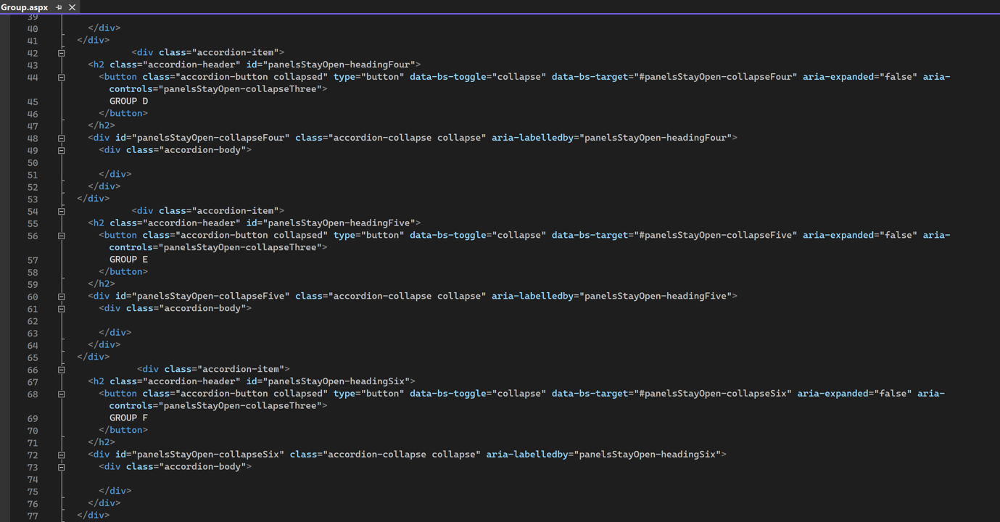 Group.aspx
39
40 </div>
41 </div>
42 <div class="accordion-item">
43 <h2 class="accordion-header" id="panelsStayOpen-headingFour">
44 <button class="accordion-button collapsed" type="button" data-bs-toggle="collapse" data-bs-target="#panelsStayOpen-collapseFour" aria-expanded="false" aria-
controls="panelsStayOpen-collapseThree">
45 GROUP D
46 </button>
47 </h2>
48 <div id="panelsStayOpen-collapseFour" class="accordion-collapse collapse" aria-labelledby="panelsStayOpen-headingFour">
49 <div class="accordion-body">
50
51 </div>
52 </div>
53 </div>
54 <div class="accordion-item">
55 <h2 class="accordion-header" id="panelsStayOpen-headingFive">
56 <button class="accordion-button collapsed" type="button" data-bs-toggle="collapse" data-bs-target="#panelsStayOpen-collapseFive" aria-expanded="false" aria-
controls="panelsStayOpen-collapseThree">
57 GROUP E
58 </button>
59 </h2>
60 <div id="panelsStayOpen-collapseFive" class="accordion-collapse collapse" aria-labelledby="panelsStayOpen-headingFive">
61 <div class="accordion-body">
62
63 </div>
64 </div>
65 </div>
66 <div class="accordion-item">
67 <h2 class="accordion-header" id="panelsStayOpen-headingSix">
68 <button class="accordion-button collapsed" type="button" data-bs-toggle="collapse" data-bs-target="#panelsStayOpen-collapseSix" aria-expanded="false" aria-
controls="panelsStayOpen-collapseThree">
69 GROUP F
70 </button>
71 </h2>
72 <div id="panelsStayOpen-collapseSix" class="accordion-collapse collapse" aria-labelledby="panelsStayOpen-headingSix">
73 <div class="accordion-body">
74
75 </div>
76 </div>
77 </div>